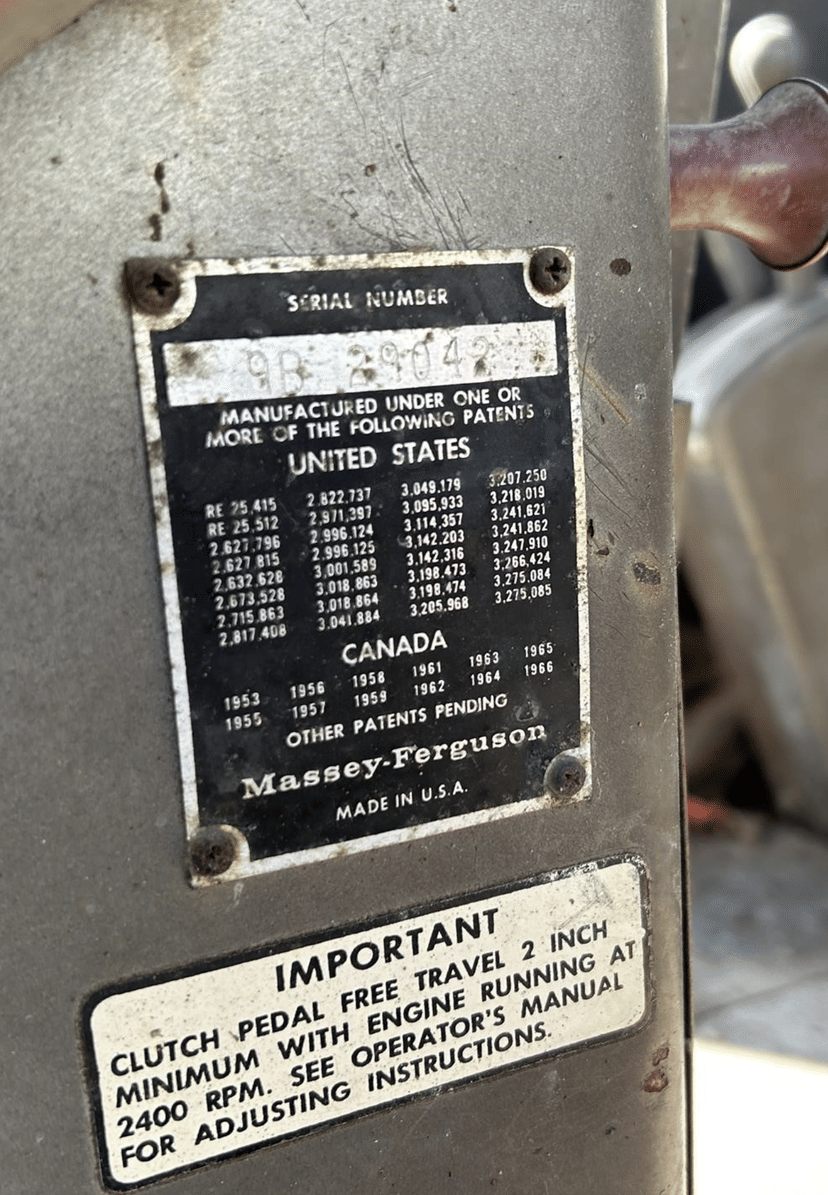 SERIAL NUMBER
9B 29042
MANUFACTURED UNDER ONE OR
MORE OF THE FOLLOWING PATENTS
UNITED STATES
RE 25,415 2,822,737 3,049,179 3,207,250
RE 25,512 2,971,397 3,095,933 3,218,019
2,627,796 2,996,124 3,114,357 3,241,621
2,627,815 2,996,125 3,142,203 3,241,862
2,632,628 3,001,589 3,142,316 3,247,910
2,673,528 3,018,863 3,198,473 3,266,424
2,715,863 3,018,864 3,198,474 3,275,084
2,817,408 3,041,884 3,205,968 3,275,085
CANADA
1953 1956 1958 1961 1963 1965
1955 1957 1959 1962 1964 1966
OTHER PATENTS PENDING
Massey-Ferguson
MADE IN U.S.A.
IMPORTANT
CLUTCH PEDAL FREE TRAVEL 2 INCH
MINIMUM WITH ENGINE RUNNING AT
2400 RPM. SEE OPERATOR'S MANUAL
FOR ADJUSTING INSTRUCTIONS.